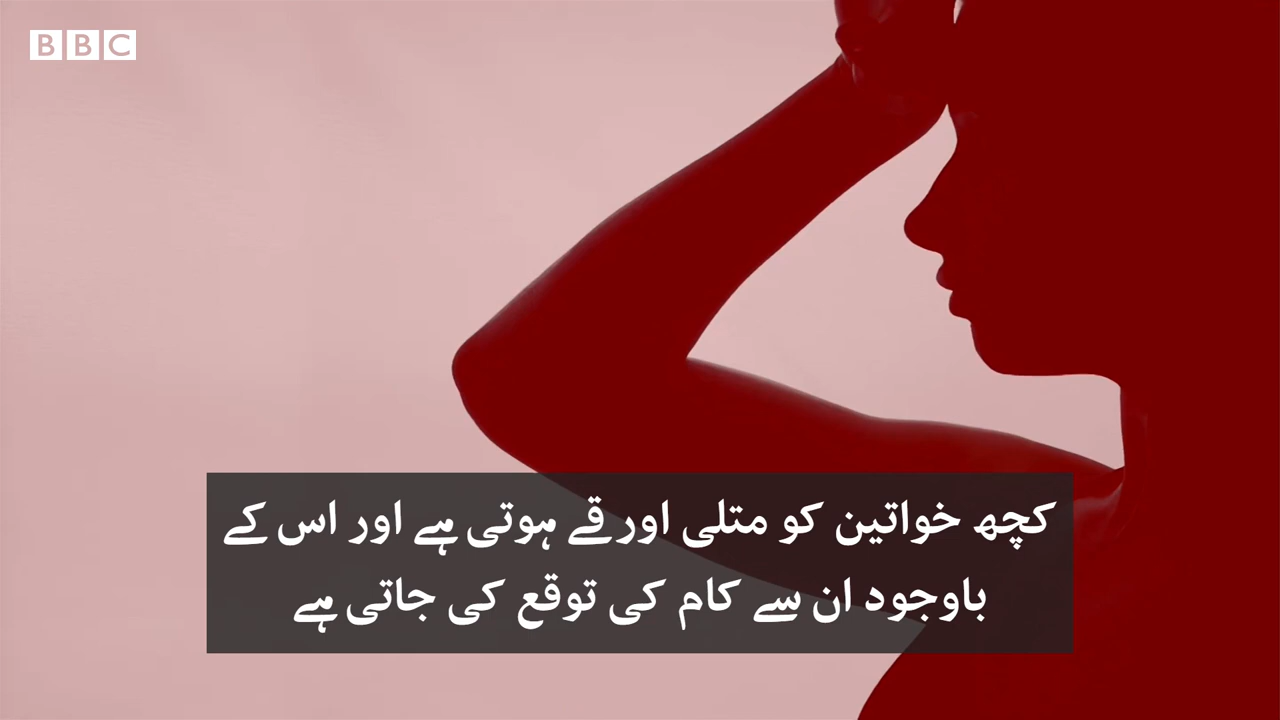 BBC
کچھ خواتین کو متلی اور قے ہوتی ہے اور اس کے
باوجود ان سے کام کی توقع کی جاتی ہے